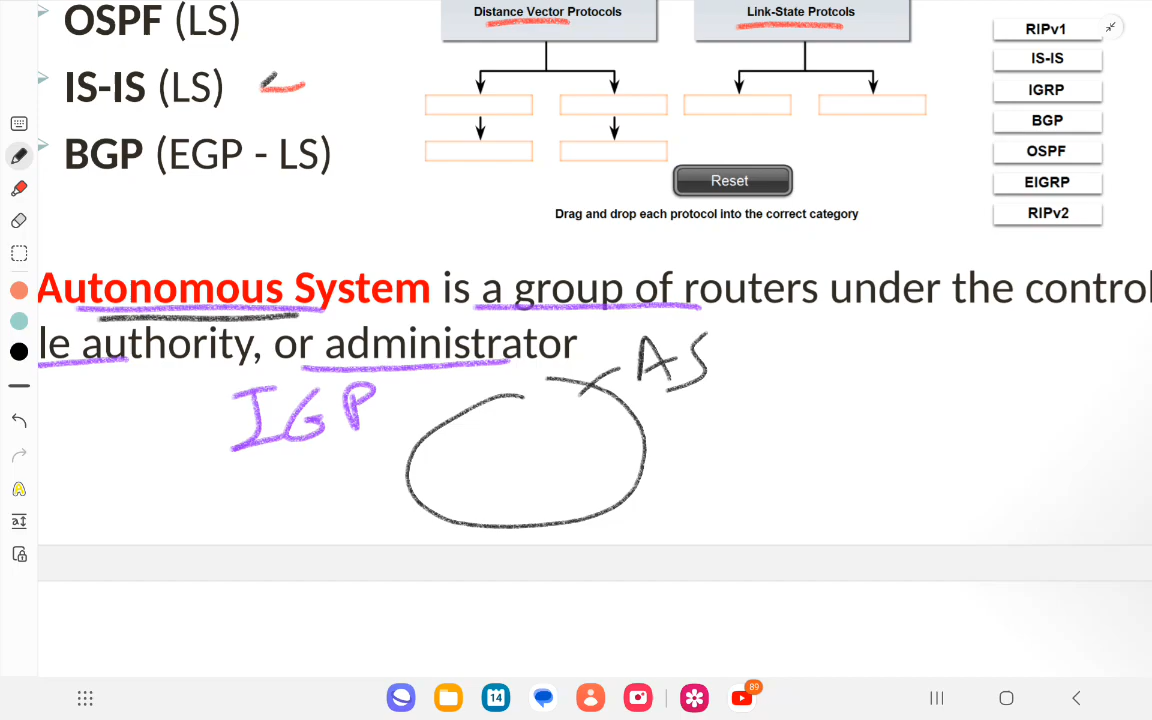 OSPF (LS)
IS-IS (LS)
BGP (EGP - LS)
Distance Vector Protocols
Link-State Protcols
Reset
Drag and drop each protocol into the correct category
RIPv1
IS-IS
IGRP
BGP
OSPF
EIGRP
RIPv2
Autonomous System is a group of routers under the control
le authority, or administrator
AS
IGP
14
89